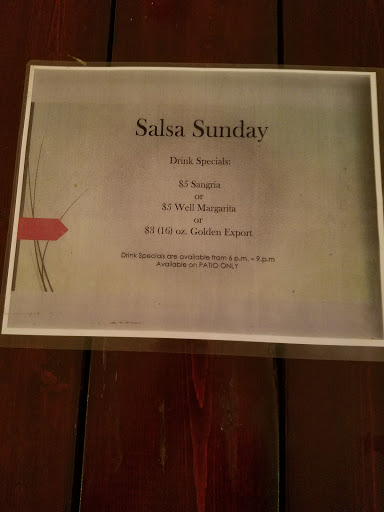 Salsa Sunday
Drink Specials:
$5 Sangria
or
$5 Well Margarita
or
$3 (16) oz. Golden Export
Drink Specials are available from 6 p.m. – 9.p.m
Available on PATIO ONLY